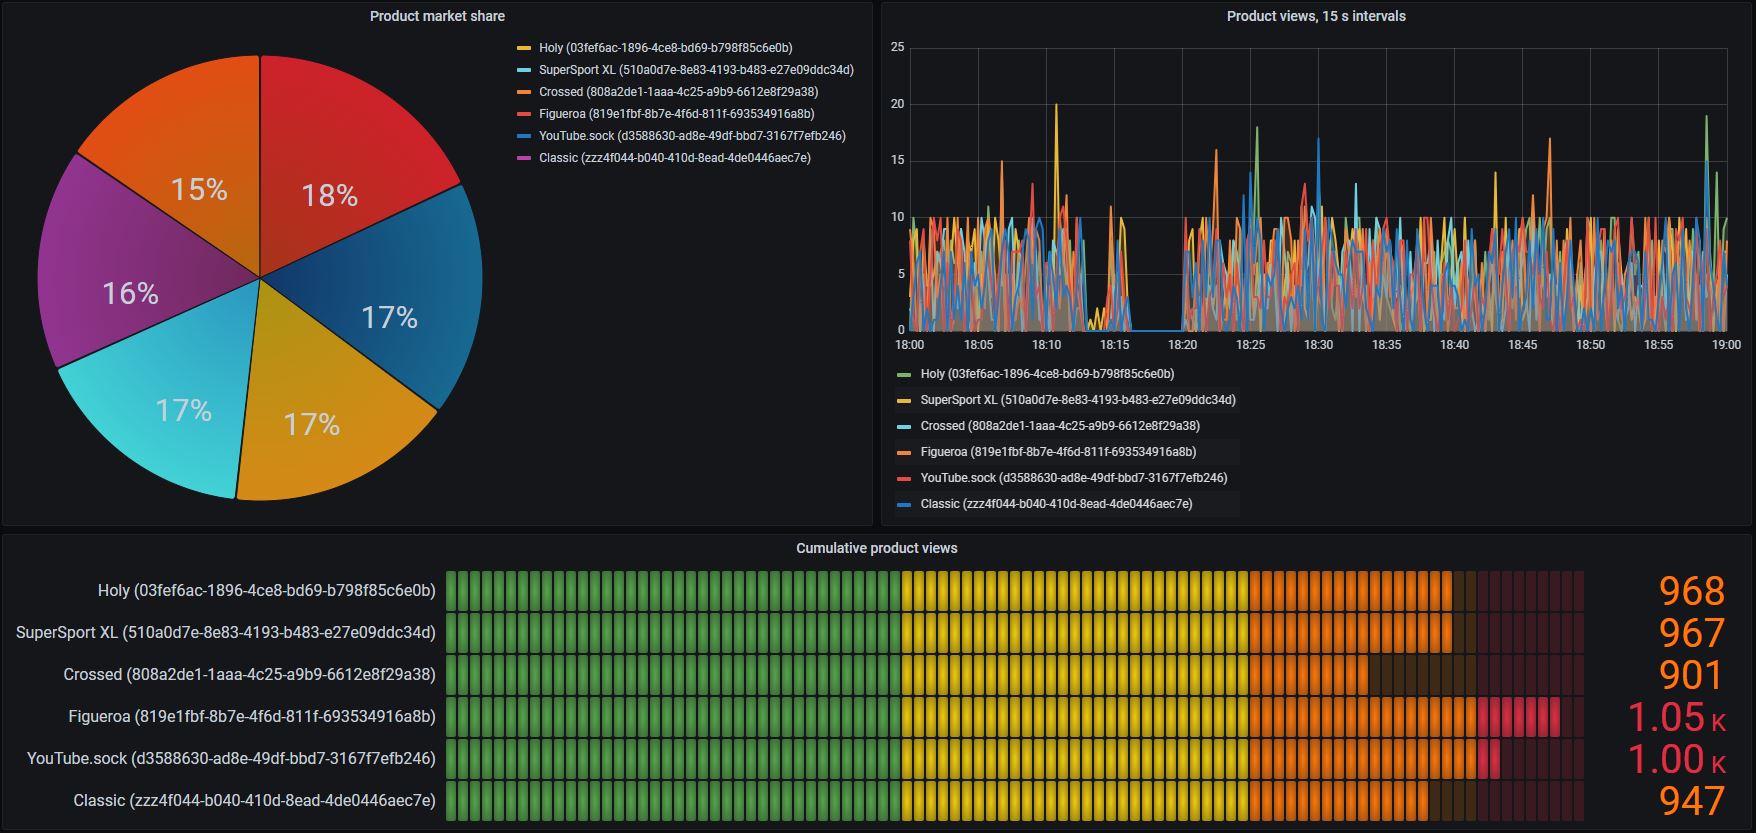 Product market share
18%
17%
17%
17%
16%
15%
Holy (03fef6ac-1896-4ce8-bd69-b798f85c6e0b)
SuperSport XL (510a0d7e-8e83-4193-b483-e27e09ddc34d)
Crossed (808a2de1-1aaa-4c25-a9b9-6612e8f29a38)
Figueroa (819e1fbf-8b7e-4f6d-811f-693534916a8b)
YouTube.sock (d3588630-ad8e-49df-bbd7-3167f7efb246)
Classic (zzz4f044-b040-410d-8ead-4de0446aec7e)
Product views, 15 s intervals
25
20
15
10
5
0
18:00 18:05 18:10 18:15 18:20 18:25 18:30 18:35 18:40 18:45 18:50 18:55 19:00
Holy (03fef6ac-1896-4ce8-bd69-b798f85c6e0b)
SuperSport XL (510a0d7e-8e83-4193-b483-e27e09ddc34d)
Crossed (808a2de1-1aaa-4c25-a9b9-6612e8f29a38)
Figueroa (819e1fbf-8b7e-4f6d-811f-693534916a8b)
YouTube.sock (d3588630-ad8e-49df-bbd7-3167f7efb246)
Classic (zzz4f044-b040-410d-8ead-4de0446aec7e)
Cumulative product views
Holy (03fef6ac-1896-4ce8-bd69-b798f85c6e0b) 968
SuperSport XL (510a0d7e-8e83-4193-b483-e27e09ddc34d) 967
Crossed (808a2de1-1aaa-4c25-a9b9-6612e8f29a38) 901
Figueroa (819e1fbf-8b7e-4f6d-811f-693534916a8b) 1.05 K
YouTube.sock (d3588630-ad8e-49df-bbd7-3167f7efb246) 1.00 K
Classic (zzz4f044-b040-410d-8ead-4de0446aec7e) 947